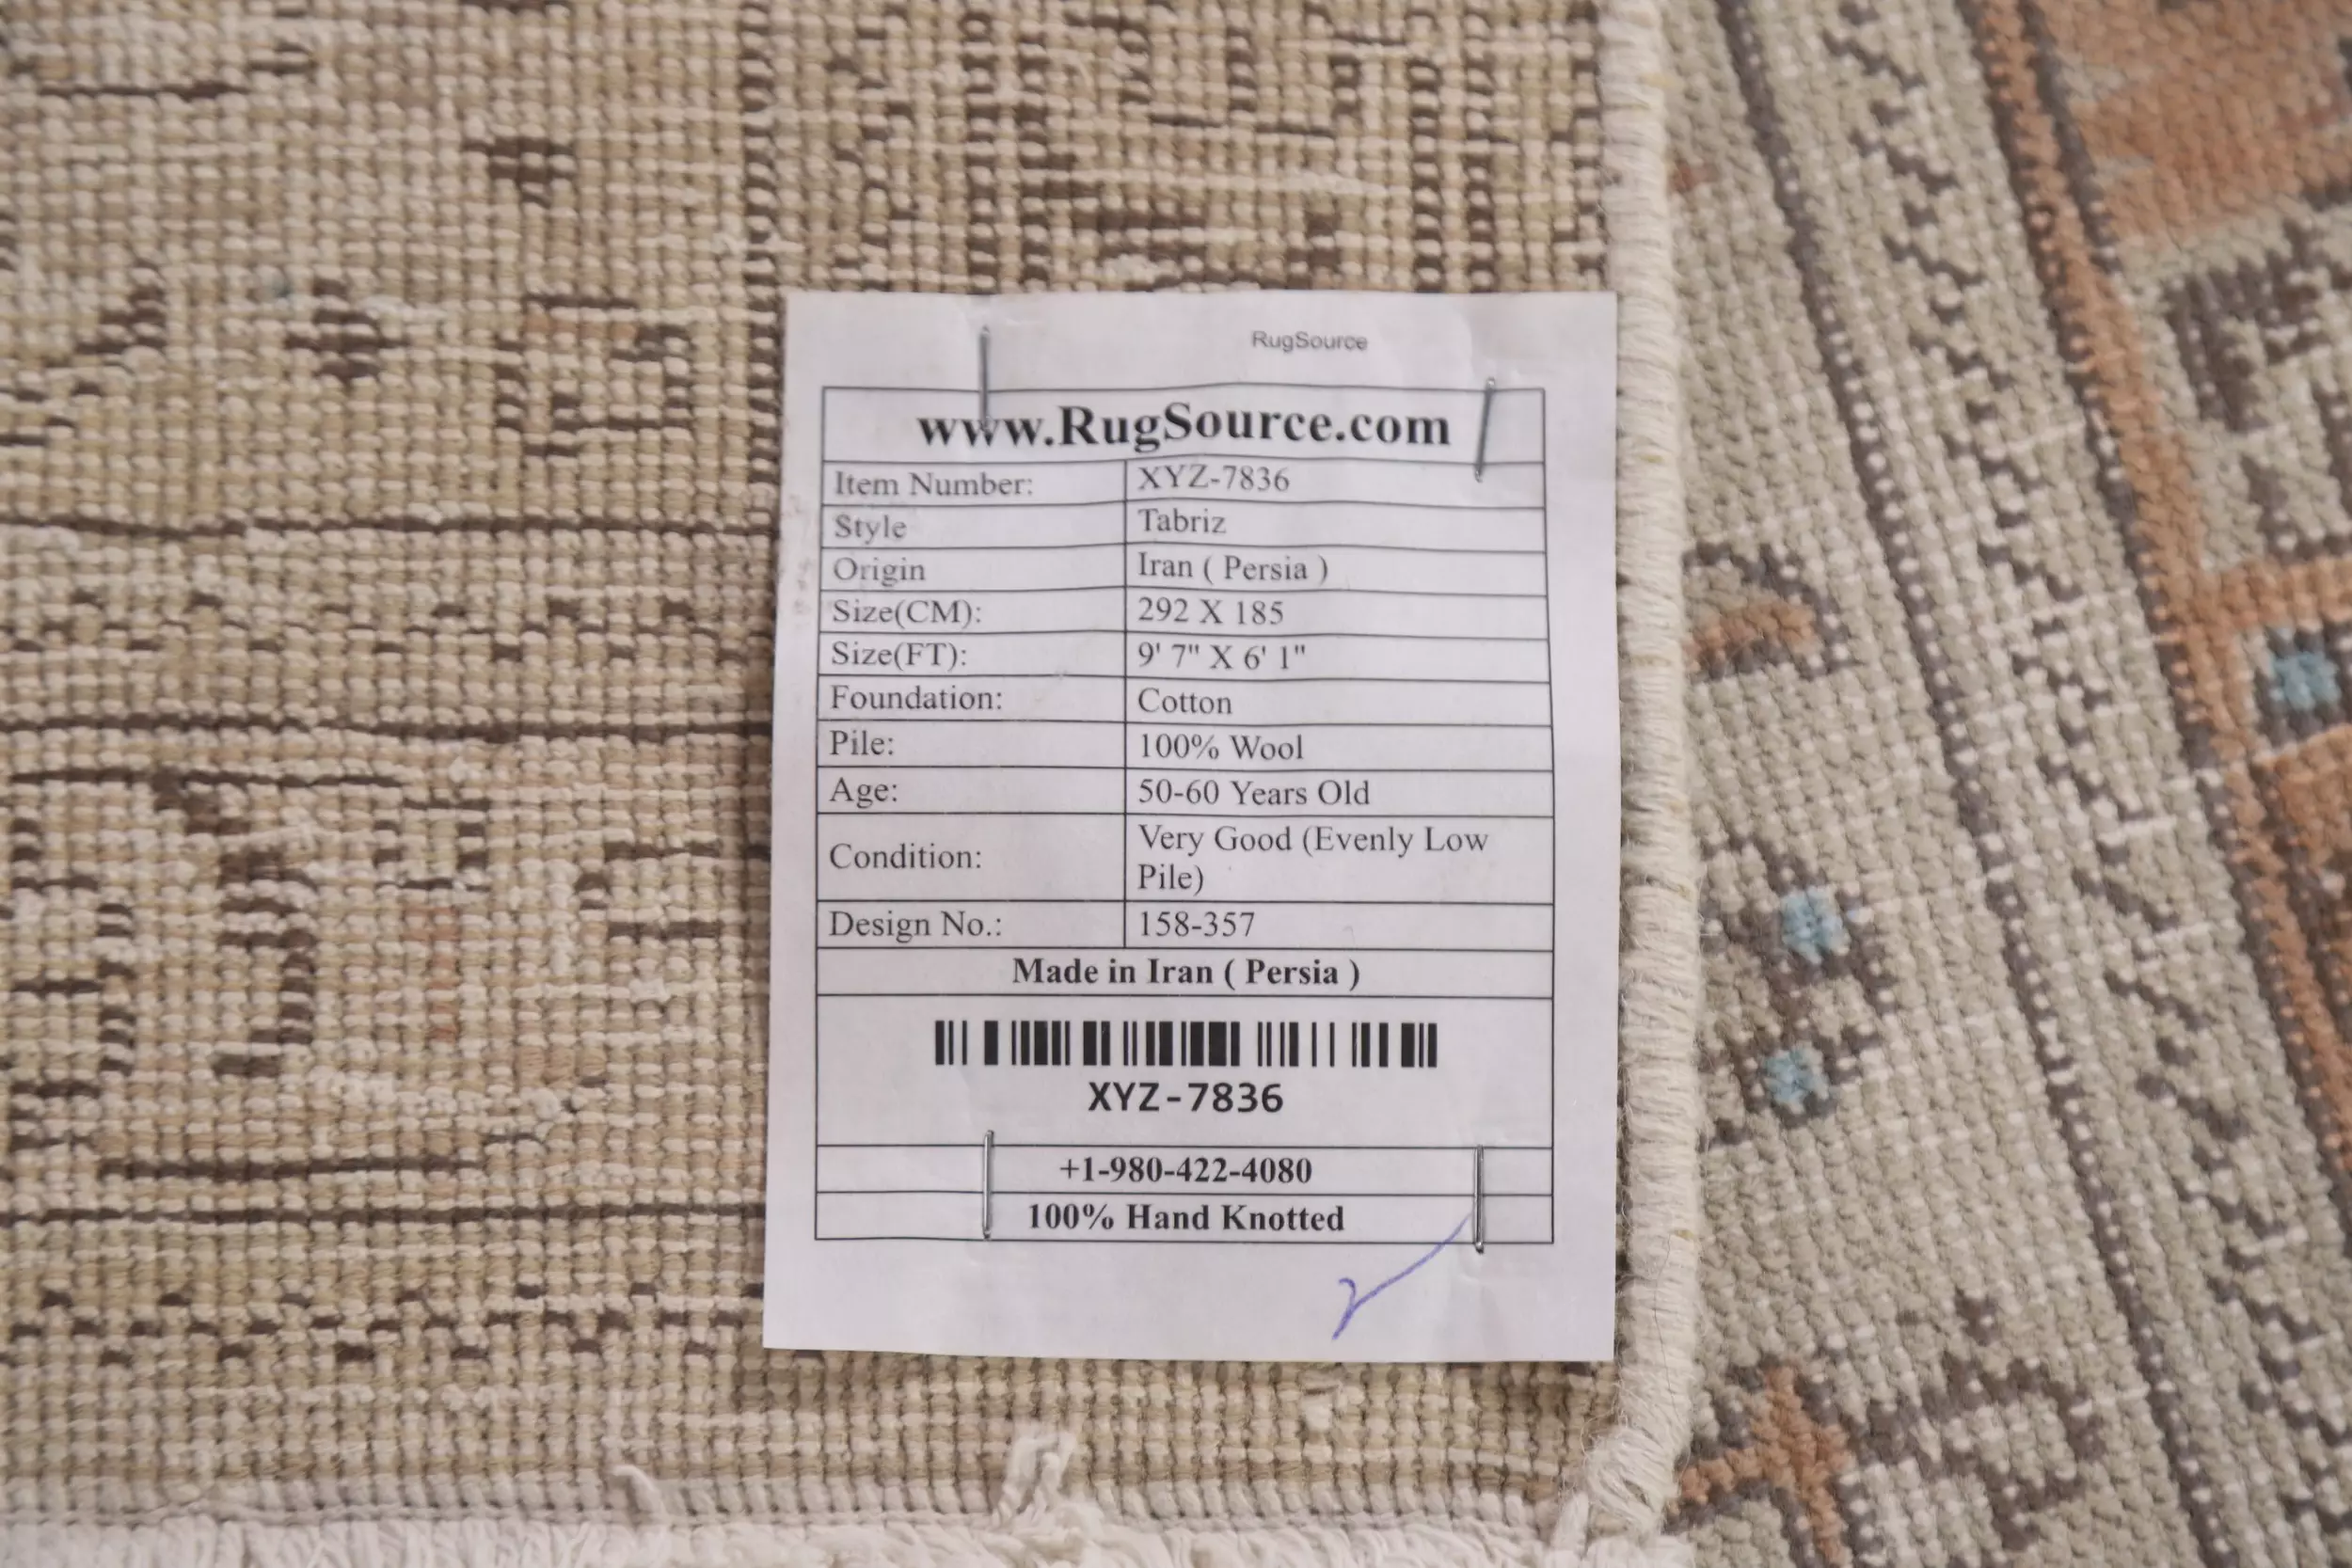 RugSource
www.RugSource.com
Item Number: XYZ-7836
Style Tabriz
Origin Iran ( Persia )
Size(CM): 292 X 185
Size(FT): 9' 7" X 6' 1"
Foundation: Cotton
Pile: 100% Wool
Age: 50-60 Years Old
Condition: Very Good (Evenly Low
Pile)
Design No.: 158-357
Made in Iran ( Persia )
XYZ-7836
+1-980-422-4080
100% Hand Knotted